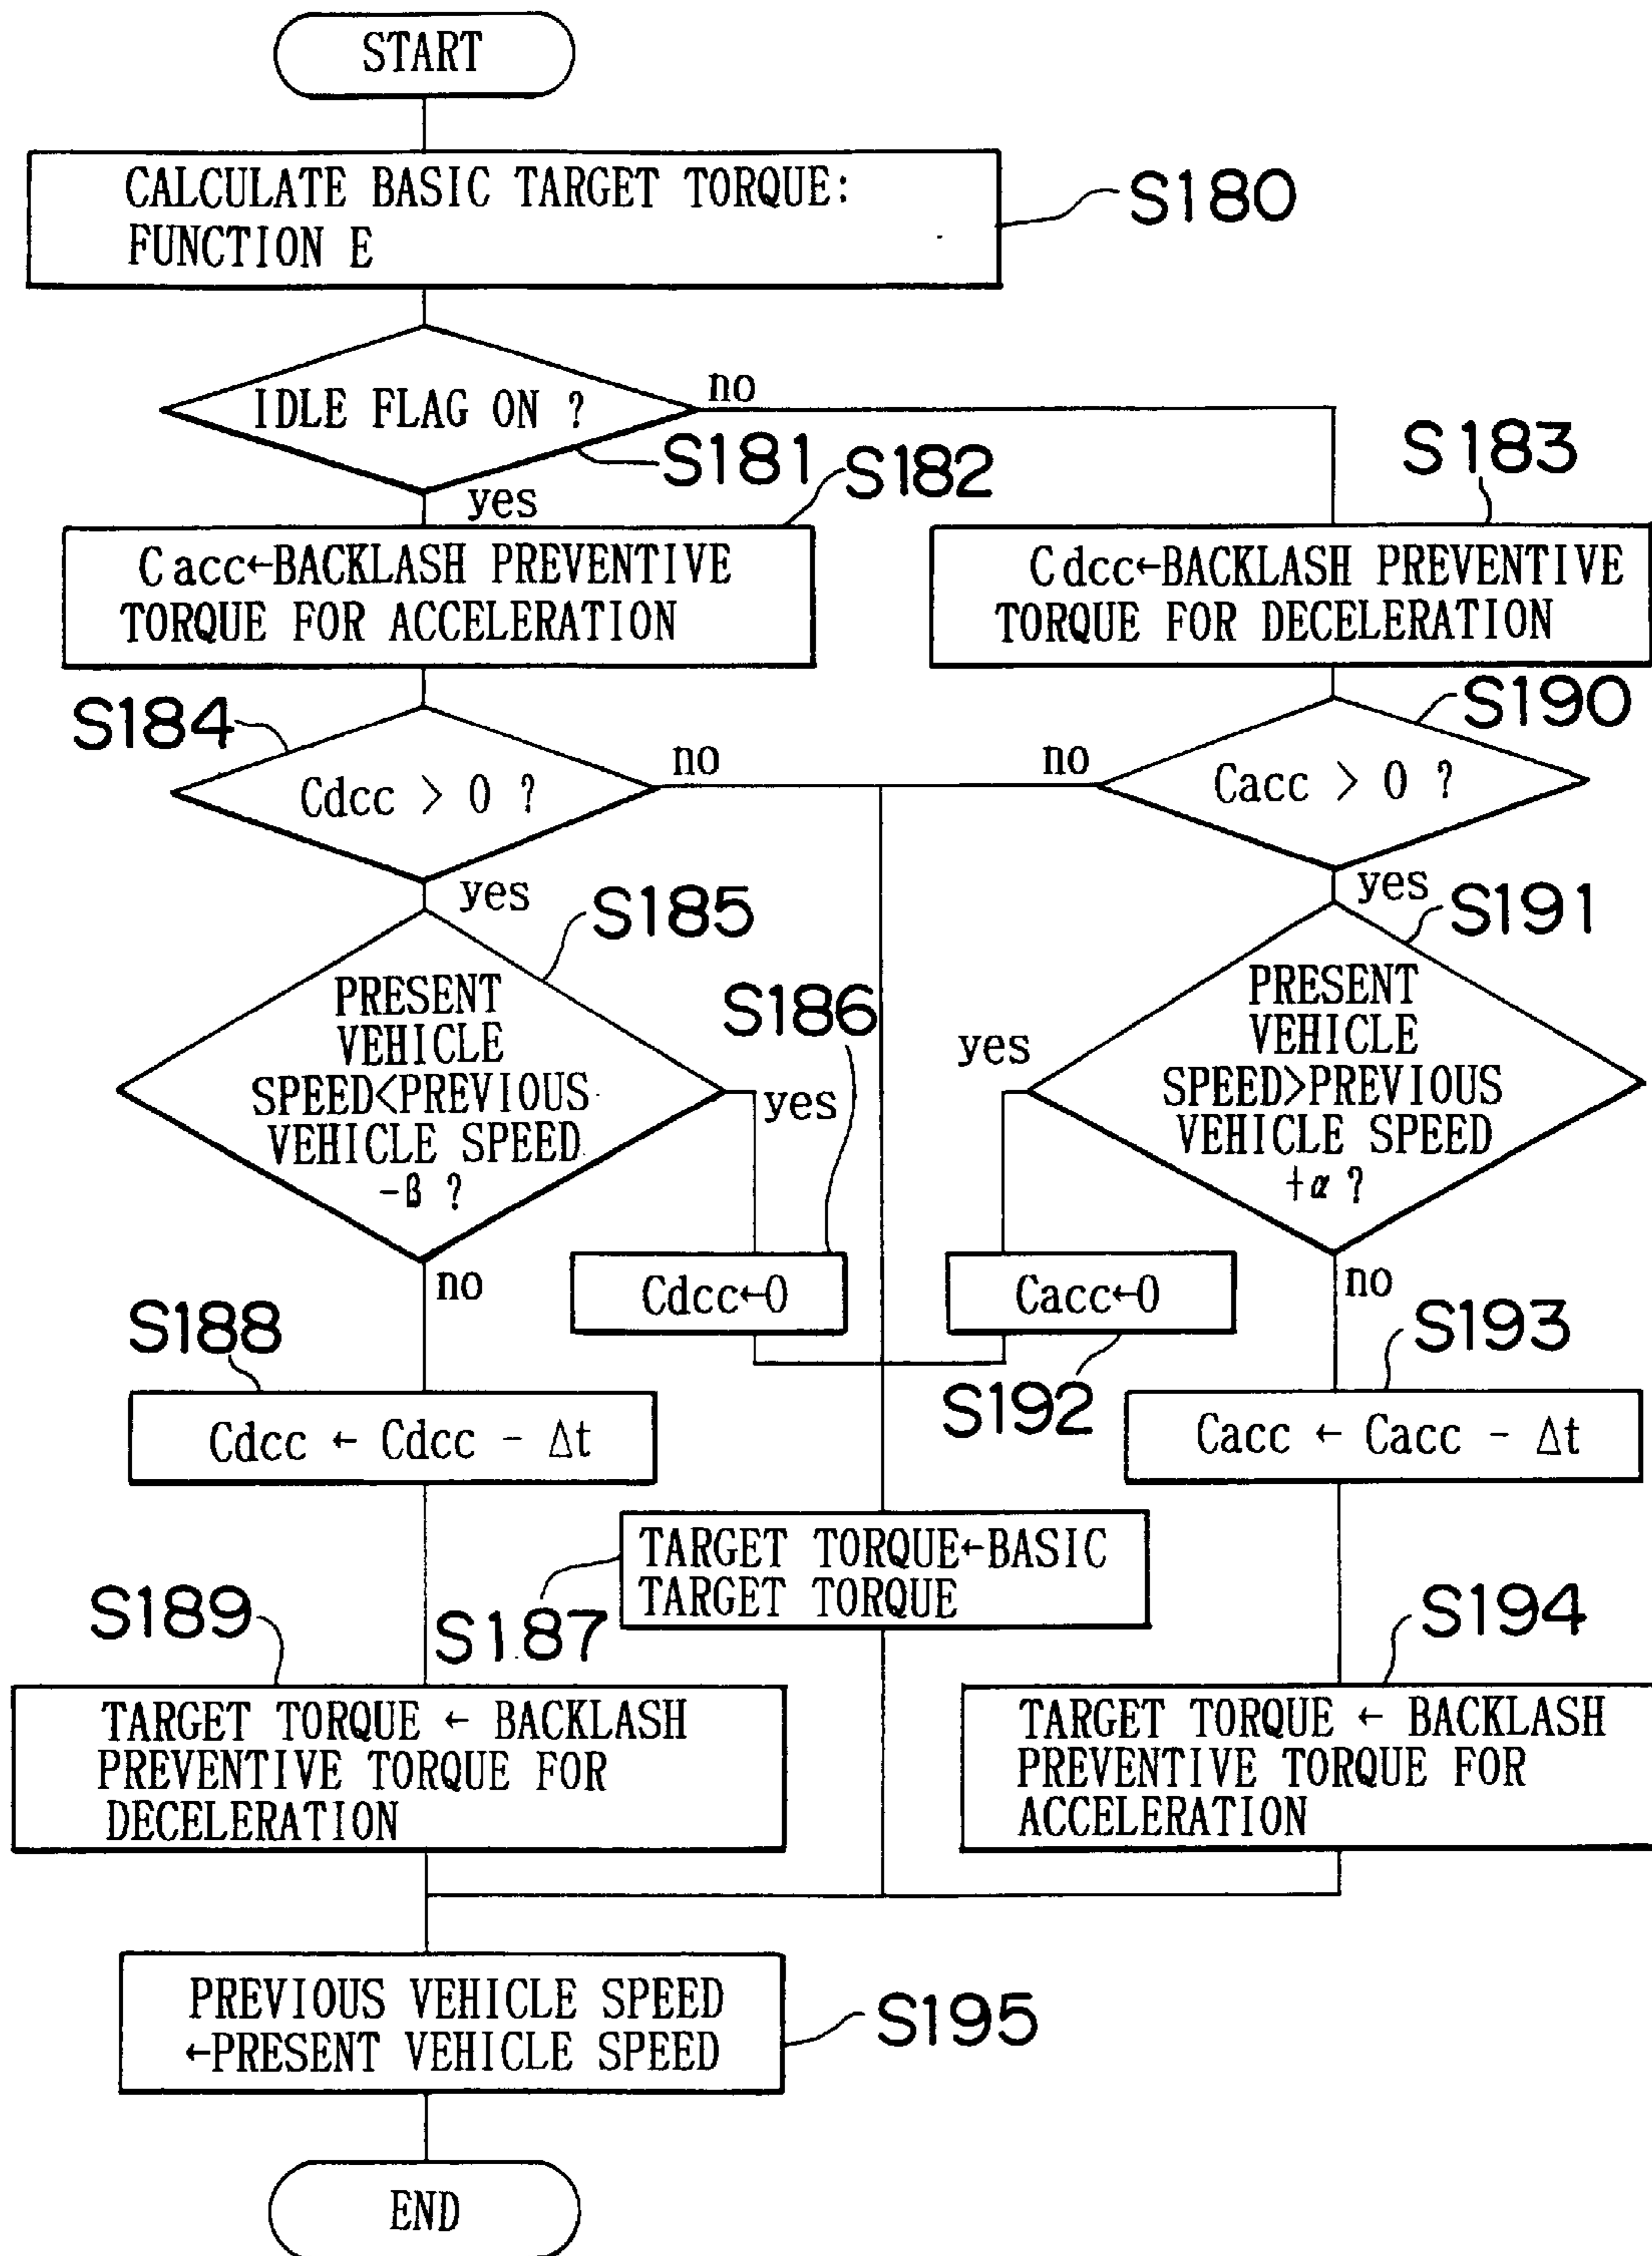 START
CALCULATE BASIC TARGET TORQUE:
FUNCTION E
S180
IDLE FLAG ON ?
no
S181
S182
S183
yes
Cacc←BACKLASH PREVENTIVE
TORQUE FOR ACCELERATION
Cdcc←BACKLASH PREVENTIVE
TORQUE FOR DECELERATION
S184
S190
Cdcc > 0 ?
no
no
Cacc > 0 ?
yes
S185
yes
S191
PRESENT
VEHICLE
SPEED<PREVIOUS
VEHICLE SPEED
-β ?
yes
S186
yes
PRESENT
VEHICLE
SPEED>PREVIOUS
VEHICLE SPEED
+α ?
no
Cdcc←0
Cacc←0
no
S188
S192
S193
Cdcc ← Cdcc - Δt
Cacc ← Cacc - Δt
TARGET TORQUE←BASIC
TARGET TORQUE
S189
S187
S194
TARGET TORQUE ← BACKLASH
PREVENTIVE TORQUE FOR
DECELERATION
TARGET TORQUE ← BACKLASH
PREVENTIVE TORQUE FOR
ACCELERATION
PREVIOUS VEHICLE SPEED
←PRESENT VEHICLE SPEED
S195
END